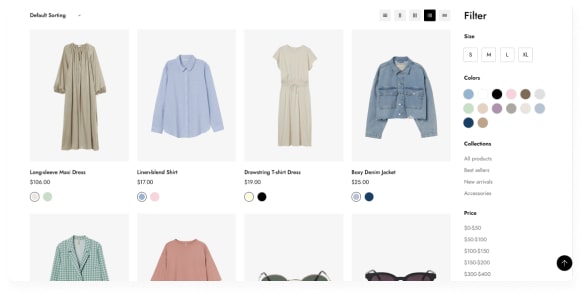 Default Sorting
Filter
Size
S M L XL
Colors
Long-sleeve Maxi Dress
$106.00
Linen-blend Shirt
$17.00
Drawstring T-shirt Dress
$19.00
Boxy Denim Jacket
$25.00
Collections
All products
Best sellers
New arrivals
Accessories
Price
$0-$50
$50-$100
$100-$150
$150-$200
$300-$400